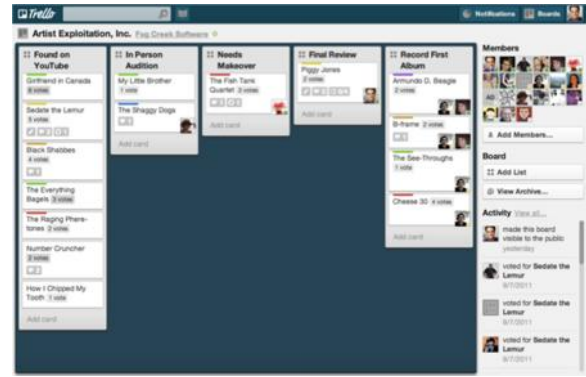 Trello
Notifications
Boards
Artist Exploitation, Inc. Fog Creek Software
Found on
YouTube
Girlfriend in Canada
6 votes
Sedate the Lemur
5 votes
Black Shabbes
4 votes
The Everything
Bagels 3 votes
The Raging Phere-
tones 2 votes
Number Cruncher
2 votes
How I Chipped My
Tooth 1 vote
Add card
In Person
Audition
My Little Brother
1 vote
The Shaggy Dogs
Add card
Needs
Makeover
The Fish Tank
Quartet 2 votes
Add card
Final Review
Piggy Jones
2 votes
Add card
Record First
Album
Armundo D. Beagle
2 votes
B-frame 2 votes
The See-Throughs
1 vote
Cheese 30 4 votes
Add card
Members
Add Members...
Board
Add List
View Archive...
Activity View all...
made this board
visible to the public
yesterday
voted for Sedate the
Lemur
9/7/2011
voted for Sedate the
Lemur
9/7/2011
voted for Sedate the
Lemur